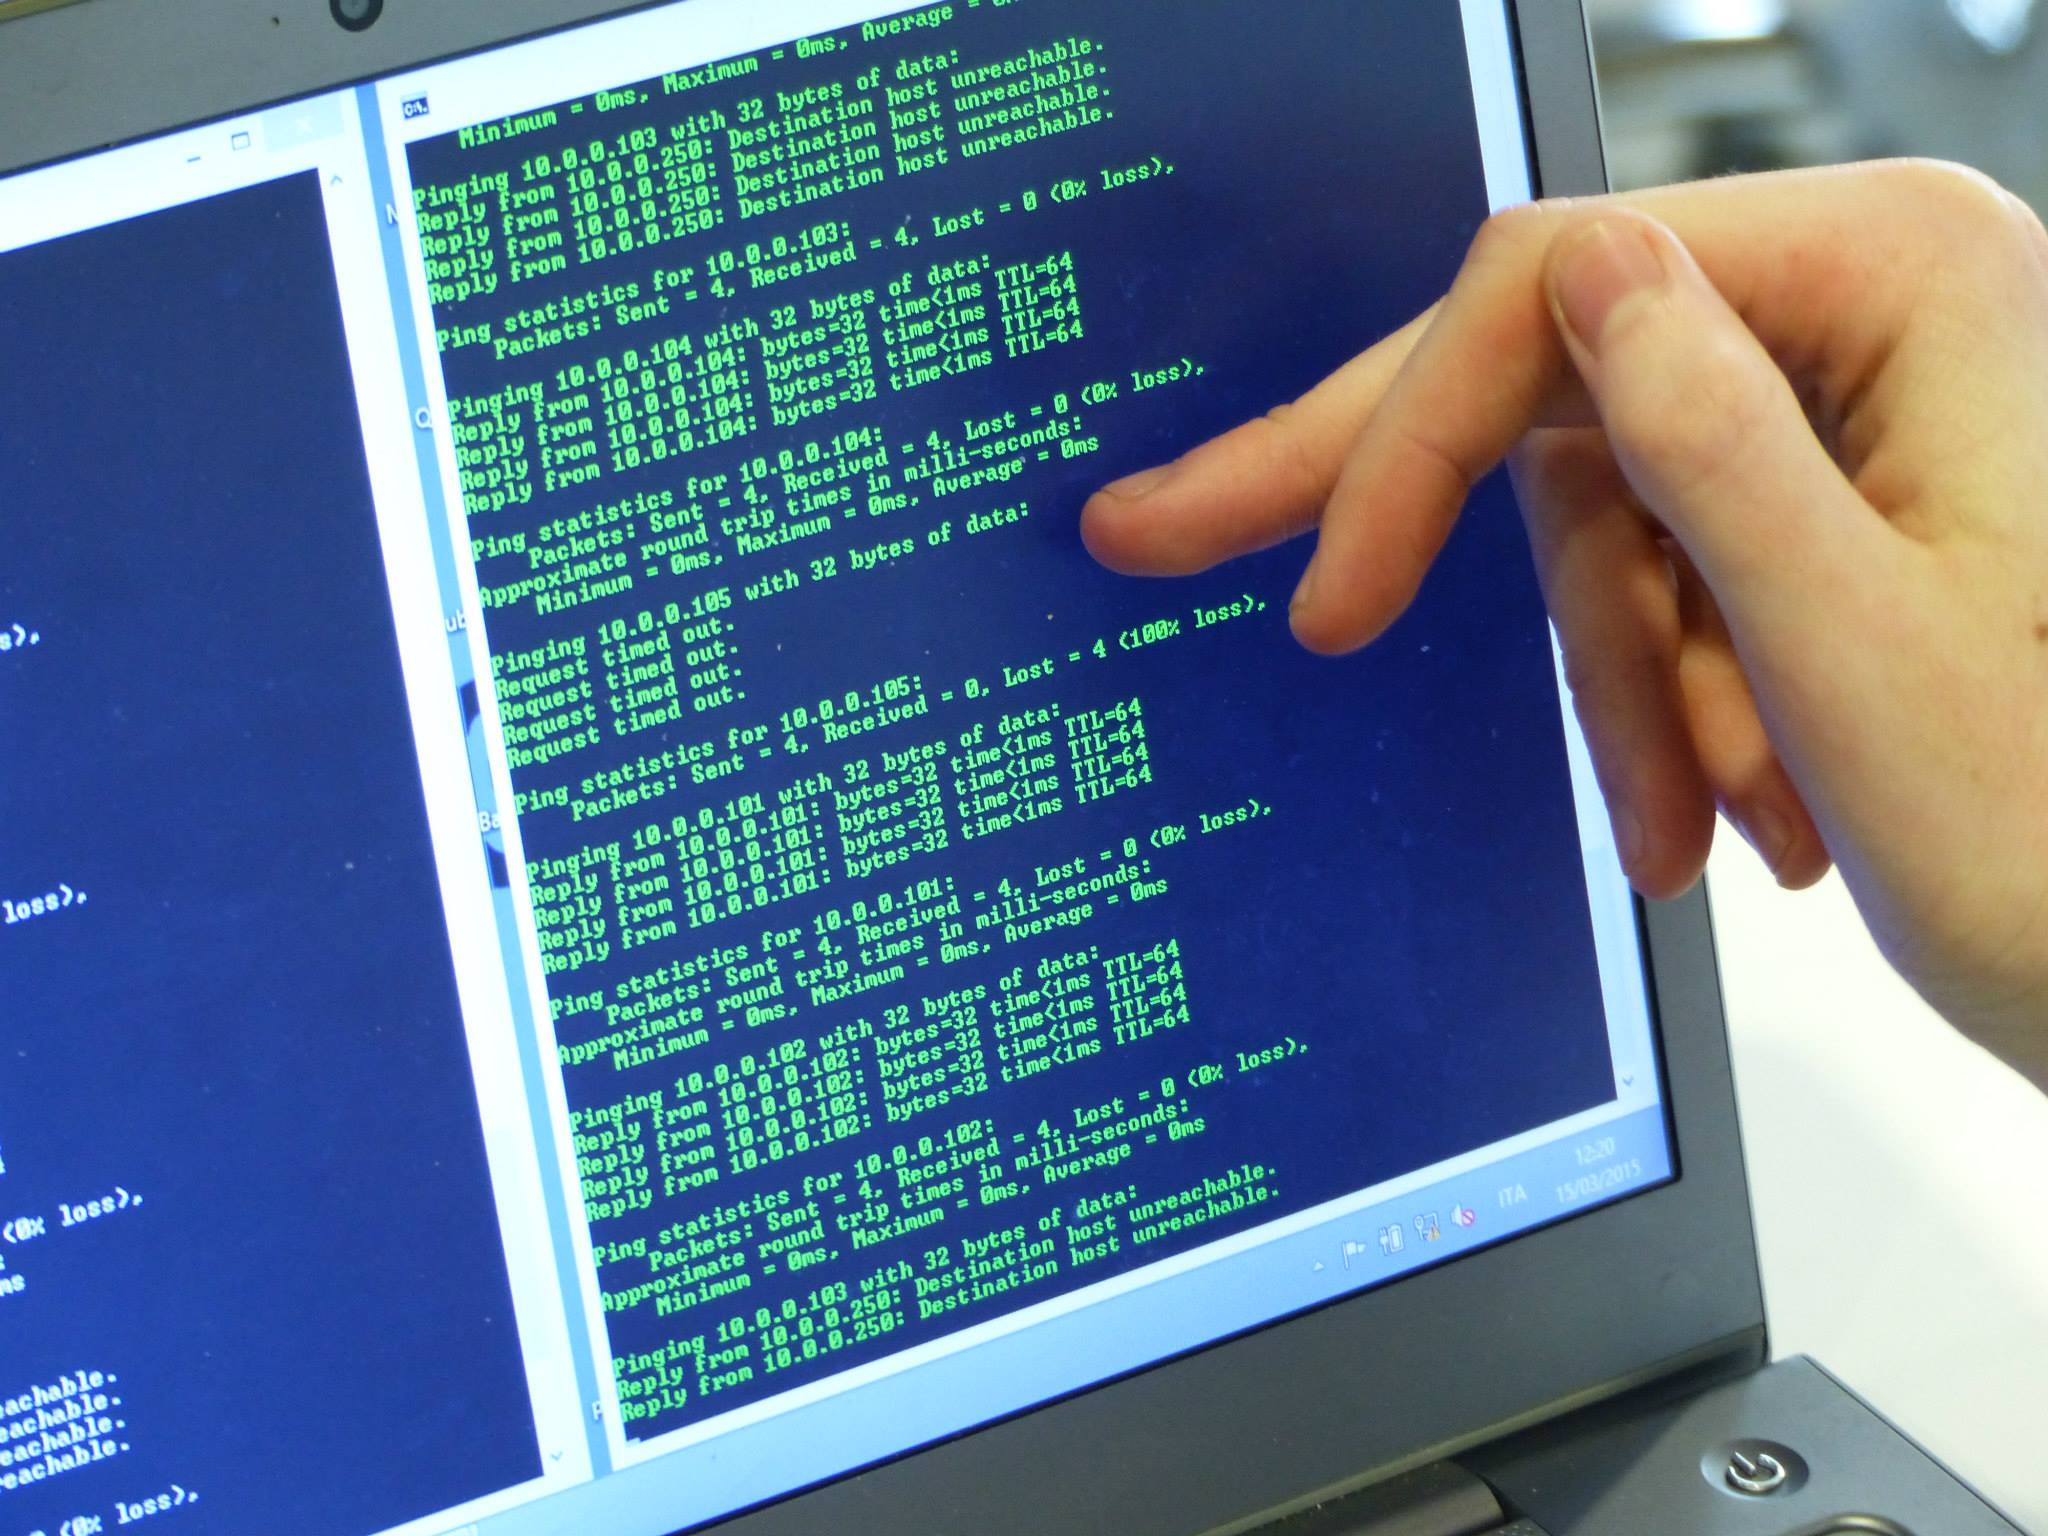 Minimum = 0ms, Maximum = 0ms, Average =
Pinging 10.0.0.103 with 32 bytes of data:
Reply from 10.0.0.250: Destination host unreachable.
Reply from 10.0.0.250: Destination host unreachable.
Reply from 10.0.0.250: Destination host unreachable.
Reply from 10.0.0.250: Destination host unreachable.
Ping statistics for 10.0.0.103:
Packets: Sent = 4, Received = 4, Lost = 0 (0% loss),
Pinging 10.0.0.104 with 32 bytes of data:
Reply from 10.0.0.104: bytes=32 time<1ms TTL=64
Reply from 10.0.0.104: bytes=32 time<1ms TTL=64
Reply from 10.0.0.104: bytes=32 time<1ms TTL=64
Reply from 10.0.0.104: bytes=32 time<1ms TTL=64
Ping statistics for 10.0.0.104:
Packets: Sent = 4, Received = 4, Lost = 0 (0% loss),
Approximate round trip times in milli-seconds:
Minimum = 0ms, Maximum = 0ms, Average = 0ms
Pinging 10.0.0.105 with 32 bytes of data:
Request timed out.
Request timed out.
Request timed out.
Request timed out.
Ping statistics for 10.0.0.105:
Packets: Sent = 4, Received = 0, Lost = 4 (100% loss),
Pinging 10.0.0.101 with 32 bytes of data:
Reply from 10.0.0.101: bytes=32 time<1ms TTL=64
Reply from 10.0.0.101: bytes=32 time<1ms TTL=64
Reply from 10.0.0.101: bytes=32 time<1ms TTL=64
Reply from 10.0.0.101: bytes=32 time<1ms TTL=64
Ping statistics for 10.0.0.101:
Packets: Sent = 4, Received = 4, Lost = 0 (0% loss),
Approximate round trip times in milli-seconds:
Minimum = 0ms, Maximum = 0ms, Average = 0ms
Pinging 10.0.0.102 with 32 bytes of data:
Reply from 10.0.0.102: bytes=32 time<1ms TTL=64
Reply from 10.0.0.102: bytes=32 time<1ms TTL=64
Reply from 10.0.0.102: bytes=32 time<1ms TTL=64
Reply from 10.0.0.102: bytes=32 time<1ms TTL=64
Ping statistics for 10.0.0.102:
Packets: Sent = 4, Received = 4, Lost = 0 (0% loss),
Approximate round trip times in milli-seconds:
Minimum = 0ms, Maximum = 0ms, Average = 0ms
Pinging 10.0.0.103 with 32 bytes of data:
Reply from 10.0.0.250: Destination host unreachable.
Reply from 10.0.0.250: Destination host unreachable.
s),
loss),
(0% loss),
:
ms
eachable.
eachable.
eachable.
reachable.
(0% loss),
ITA
12:20
15/03/2015